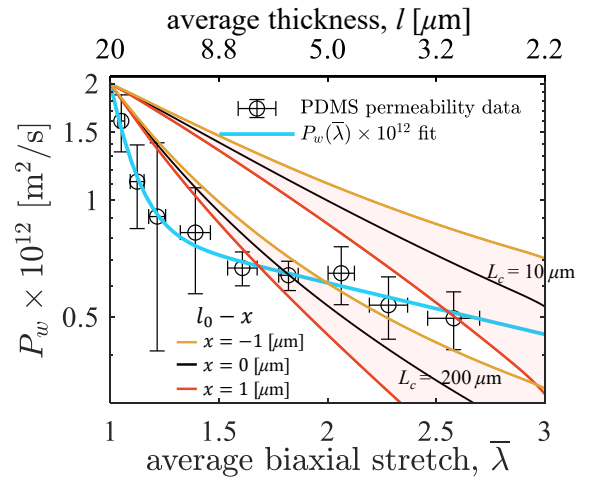 average thickness, l [μm]
20 8.8 5.0 3.2 2.2
2
1.5
1
0.5
P_w × 10^12 [m^2/s]
PDMS permeability data
P_w(λ̅) × 10^12 fit
L_c = 10 μm
L_c = 200 μm
l_0 − x
x = −1 [μm]
x = 0 [μm]
x = 1 [μm]
1 1.5 2 2.5 3
average biaxial stretch, λ̅